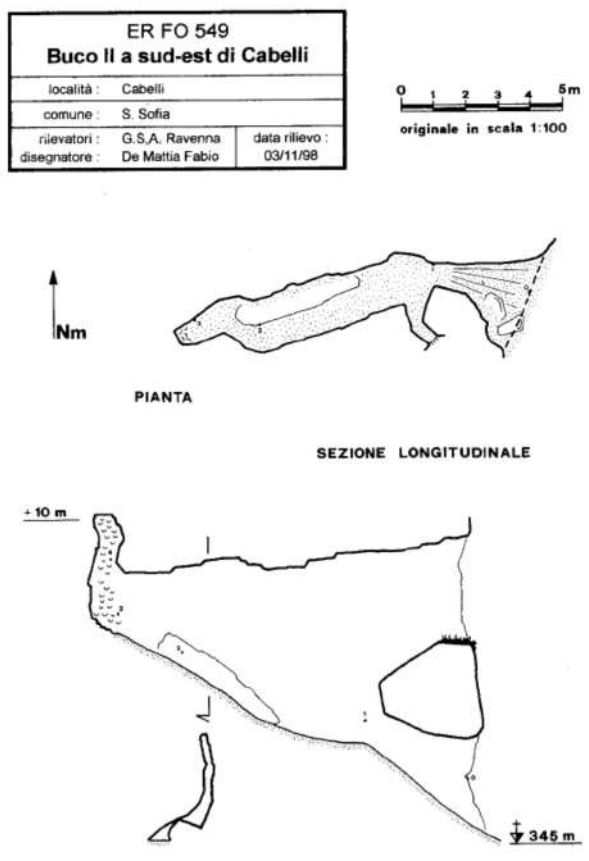 ER FO 549
Buco II a sud-est di Cabelli
località : Cabelli
comune : S. Sofia
rilevatori : G.S.A. Ravenna
disegnatore : De Mattia Fabio
data rilievo :
03/11/98
0 1 2 3 4 5m
originale in scala 1:100
Nm
PIANTA
SEZIONE LONGITUDINALE
+10 m
345 m